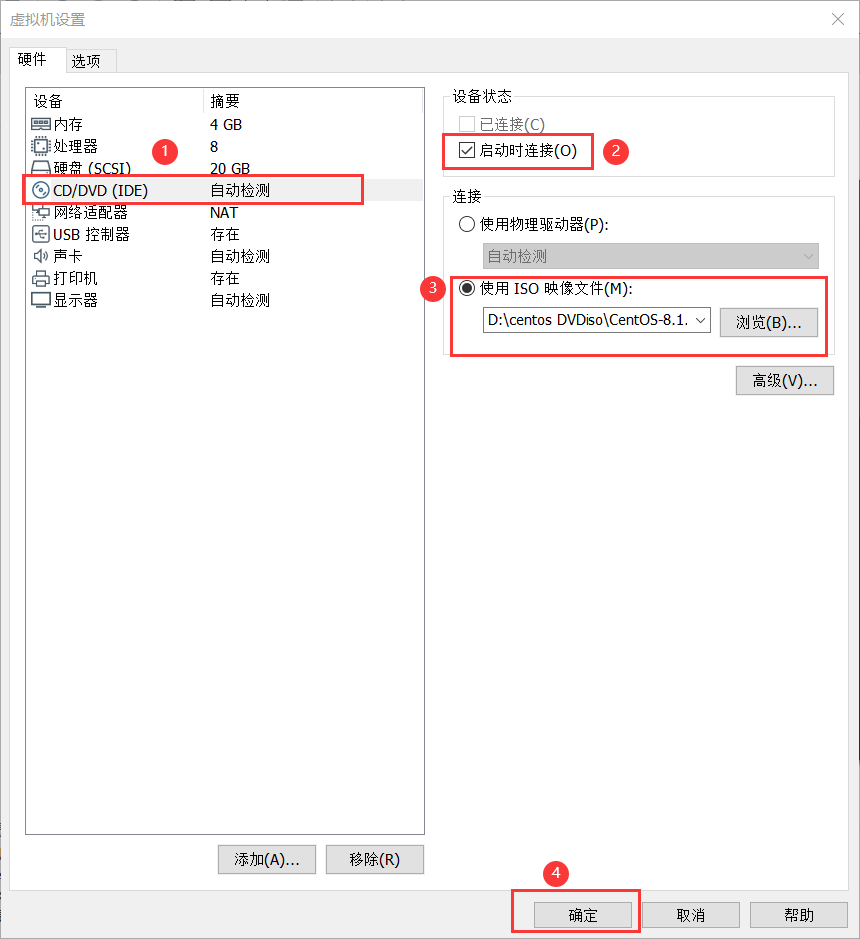 虚拟机设置
硬件 选项
设备 摘要
内存 4 GB
处理器 8
硬盘 (SCSI) 20 GB
CD/DVD (IDE) 自动检测
网络适配器 NAT
USB 控制器 存在
声卡 自动检测
打印机 存在
显示器 自动检测
1
添加(A)... 移除(R)
设备状态
已连接(C)
启动时连接(O)
2
连接
使用物理驱动器(P):
自动检测
3
使用 ISO 映像文件(M):
D:\centos DVDiso\CentOS-8.1. 浏览(B)...
高级(V)...
4
确定 取消 帮助